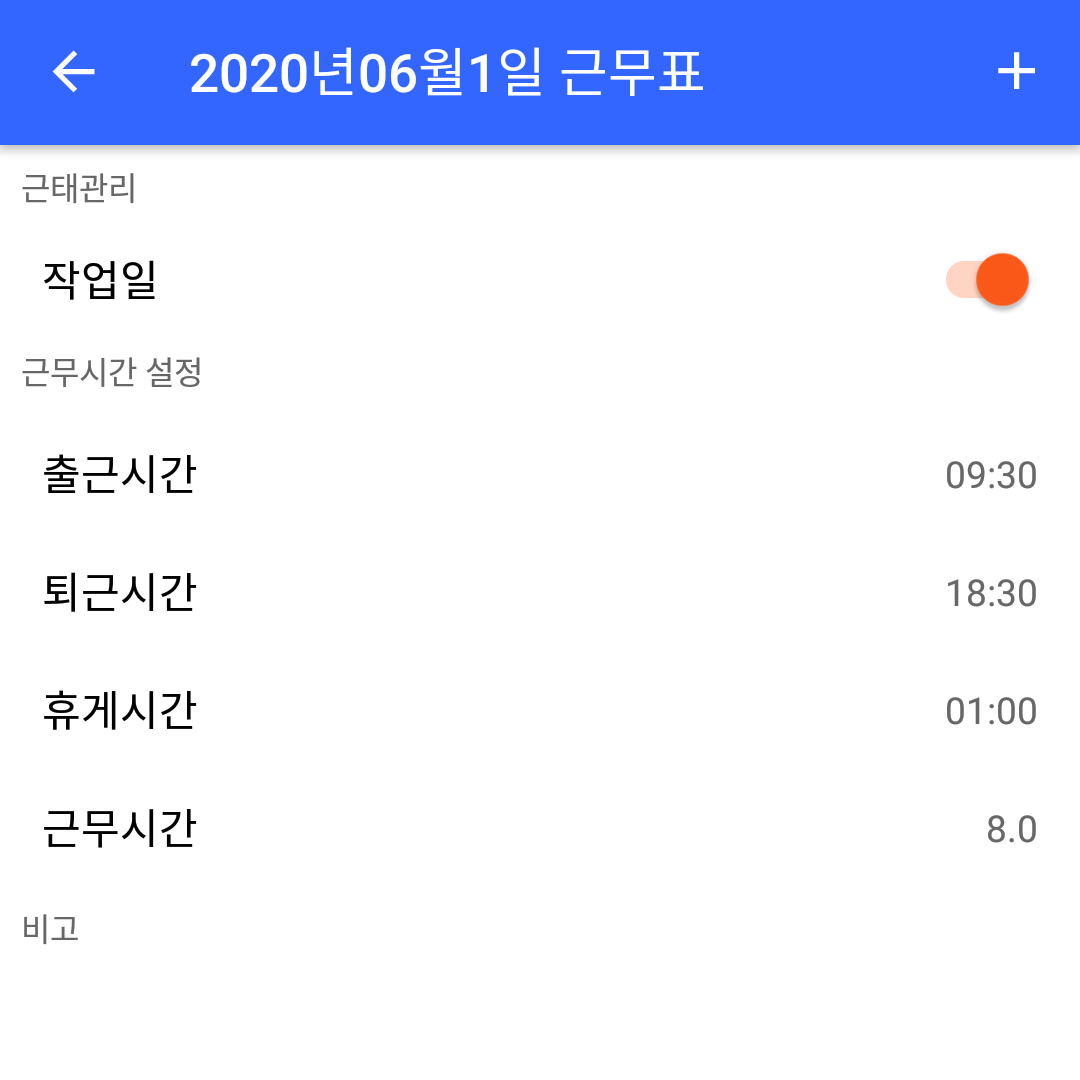 2020년06월1일 근무표
근태관리
작업일
근무시간 설정
출근시간 09:30
퇴근시간 18:30
휴게시간 01:00
근무시간 8.0
비고